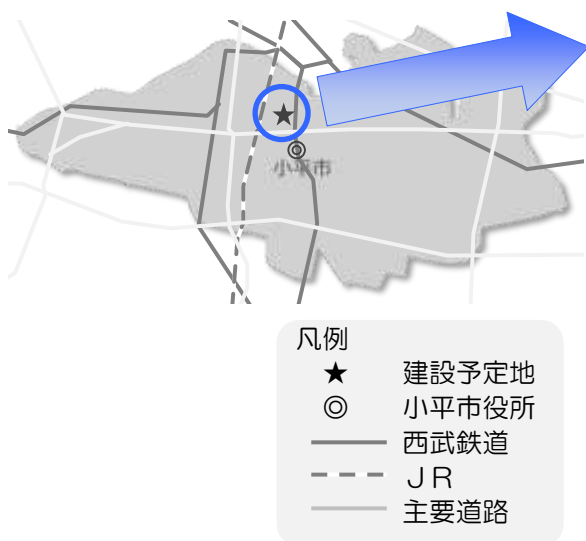 小平市
凡例
★ 建設予定地
◎ 小平市役所
西武鉄道
ＪＲ
主要道路